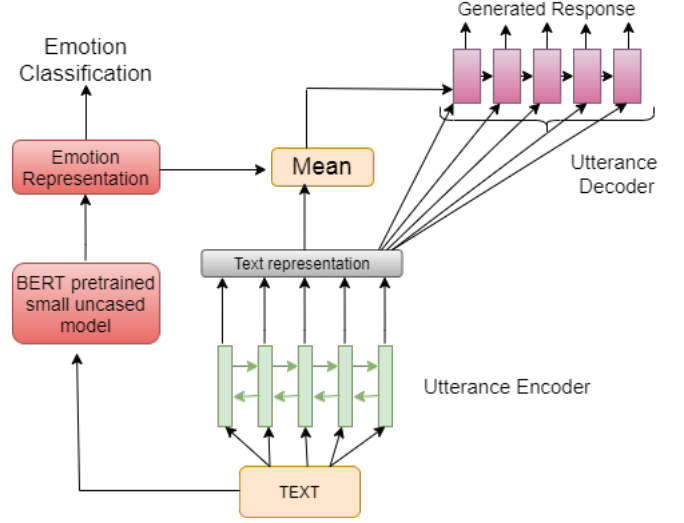 Generated Response
Emotion
Classification
Emotion
Representation
Mean
Utterance
Decoder
Text representation
BERT pretrained
small uncased
model
Utterance Encoder
TEXT